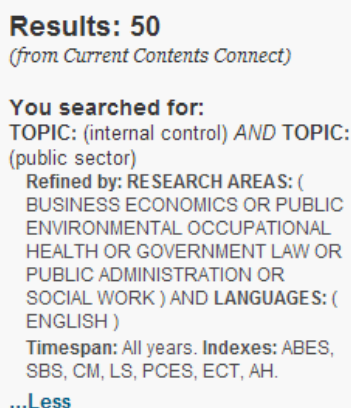 Results: 50
(from Current Contents Connect)
You searched for:
TOPIC: (internal control) AND TOPIC:
(public sector)
Refined by: RESEARCH AREAS: (
BUSINESS ECONOMICS OR PUBLIC
ENVIRONMENTAL OCCUPATIONAL
HEALTH OR GOVERNMENT LAW OR
PUBLIC ADMINISTRATION OR
SOCIAL WORK ) AND LANGUAGES: (
ENGLISH )
Timespan: All years. Indexes: ABES,
SBS, CM, LS, PCES, ECT, AH.
...Less